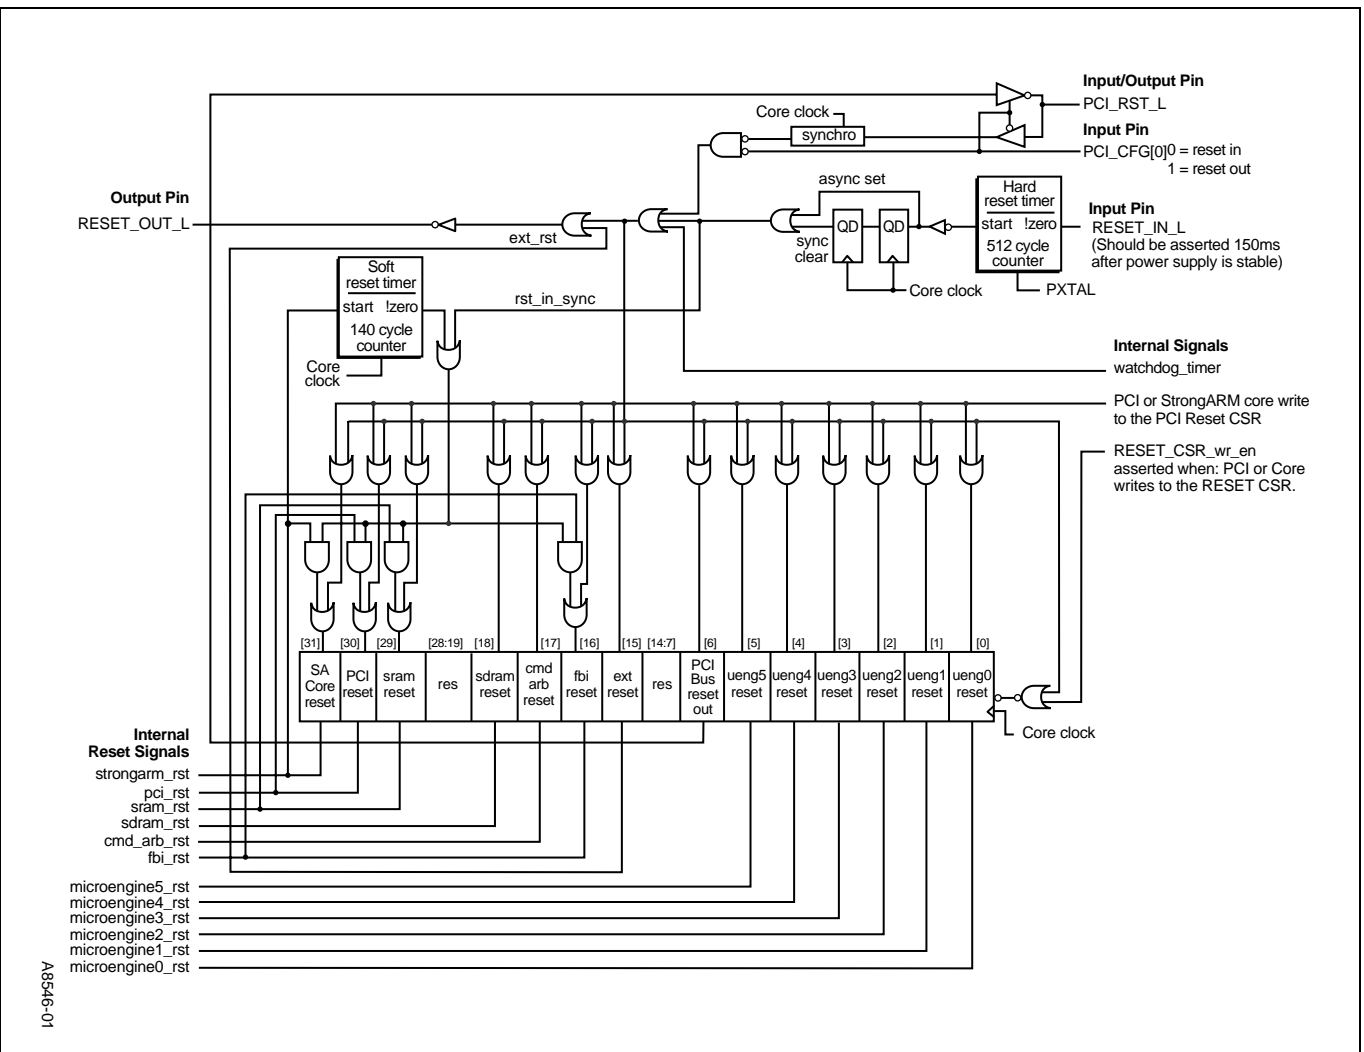 Input/Output Pin
PCI_RST_L
Core clock
synchro
Input Pin
PCI_CFG[0]
0 = reset in
1 = reset out
Output Pin
RESET_OUT_L
ext_rst
async set
sync
clear
QD
QD
Core clock
Hard
reset timer
start !zero
512 cycle
counter
PXTAL
Input Pin
RESET_IN_L
(Should be asserted 150ms
after power supply is stable)
Soft
reset timer
start !zero
140 cycle
counter
Core
clock
rst_in_sync
Internal Signals
watchdog_timer
PCI or StrongARM core write
to the PCI Reset CSR
RESET_CSR_wr_en
asserted when: PCI or Core
writes to the RESET CSR.
[31] [30] [29] [28:19] [18] [17] [16] [15] [14:7] [6] [5] [4] [3] [2] [1] [0]
SA
Core
reset
PCI
reset
sram
reset
res
sdram
reset
cmd
arb
reset
fbi
reset
ext
reset
res
PCI
Bus
reset
out
ueng5
reset
ueng4
reset
ueng3
reset
ueng2
reset
ueng1
reset
ueng0
reset
Core clock
Internal
Reset Signals
strongarm_rst
pci_rst
sram_rst
sdram_rst
cmd_arb_rst
fbi_rst
microengine5_rst
microengine4_rst
microengine3_rst
microengine2_rst
microengine1_rst
microengine0_rst
A8546-01